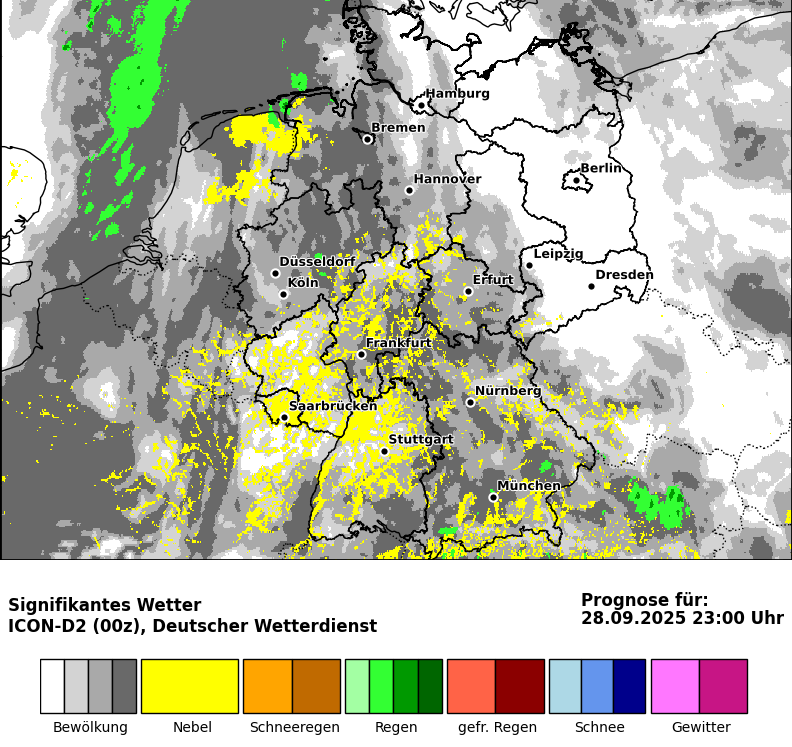 Hamburg
Bremen
Berlin
Hannover
Leipzig
Düsseldorf
Dresden
Köln
Erfurt
Frankfurt
Nürnberg
Saarbrücken
Stuttgart
München
Signifikantes Wetter
ICON-D2 (00z), Deutscher Wetterdienst
Prognose für:
28.09.2025 23:00 Uhr
Bewölkung
Nebel
Schneeregen
Regen
gefr. Regen
Schnee
Gewitter